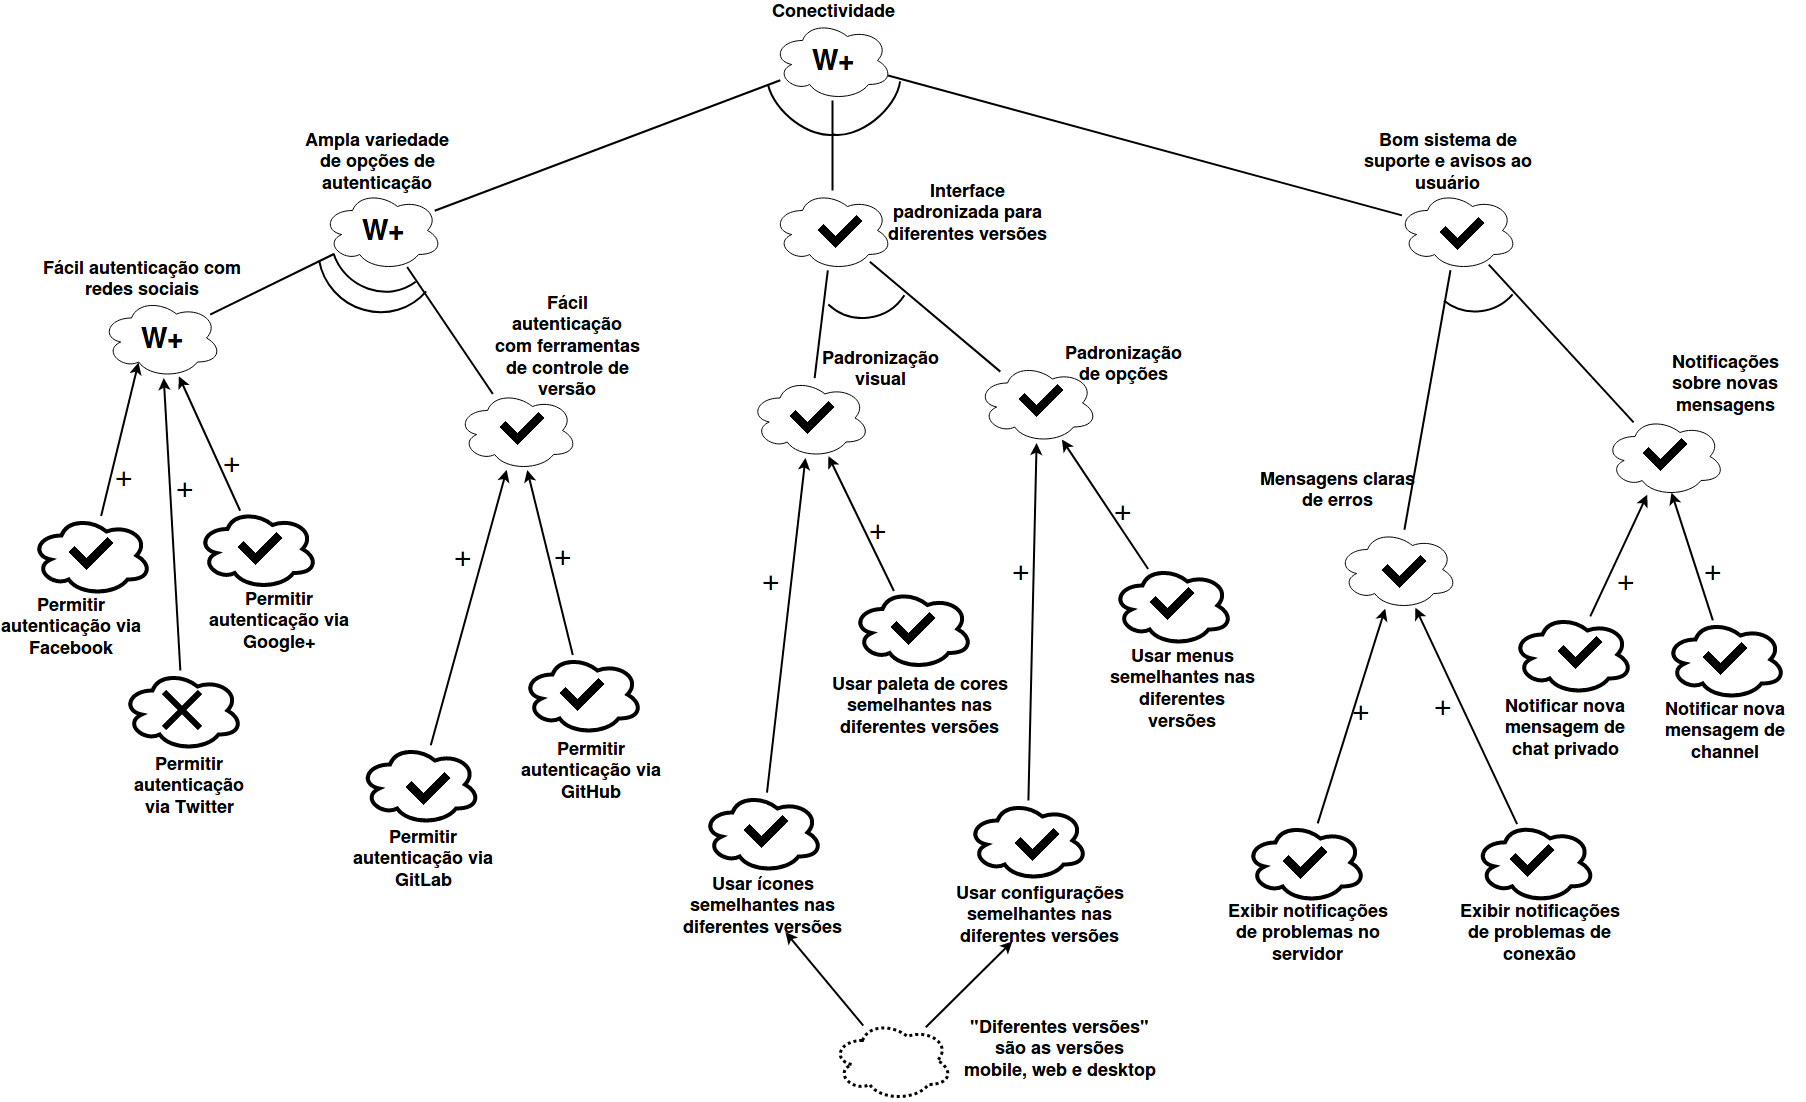 Conectividade
W+
Ampla variedade
de opções de
autenticação
W+
Interface
padronizada para
diferentes versões
Bom sistema de
suporte e avisos ao
usuário
Fácil autenticação com
redes sociais
W+
Fácil
autenticação
com ferramentas
de controle de
versão
Padronização
visual
Padronização
de opções
Notificações
sobre novas
mensagens
Mensagens claras
de erros
+
+
+
+
+
+
+
+
+
+
+
+
+
Permitir
autenticação via
Facebook
Permitir
autenticação via
Google+
Permitir
autenticação
via Twitter
Permitir
autenticação via
GitLab
Permitir
autenticação via
GitHub
Usar paleta de cores
semelhantes nas
diferentes versões
Usar menus
semelhantes nas
diferentes
versões
Notificar nova
mensagem de
chat privado
Notificar nova
mensagem de
channel
Usar ícones
semelhantes nas
diferentes versões
Usar configurações
semelhantes nas
diferentes versões
Exibir notificações
de problemas no
servidor
Exibir notificações
de problemas de
conexão
"Diferentes versões"
são as versões
mobile, web e desktop